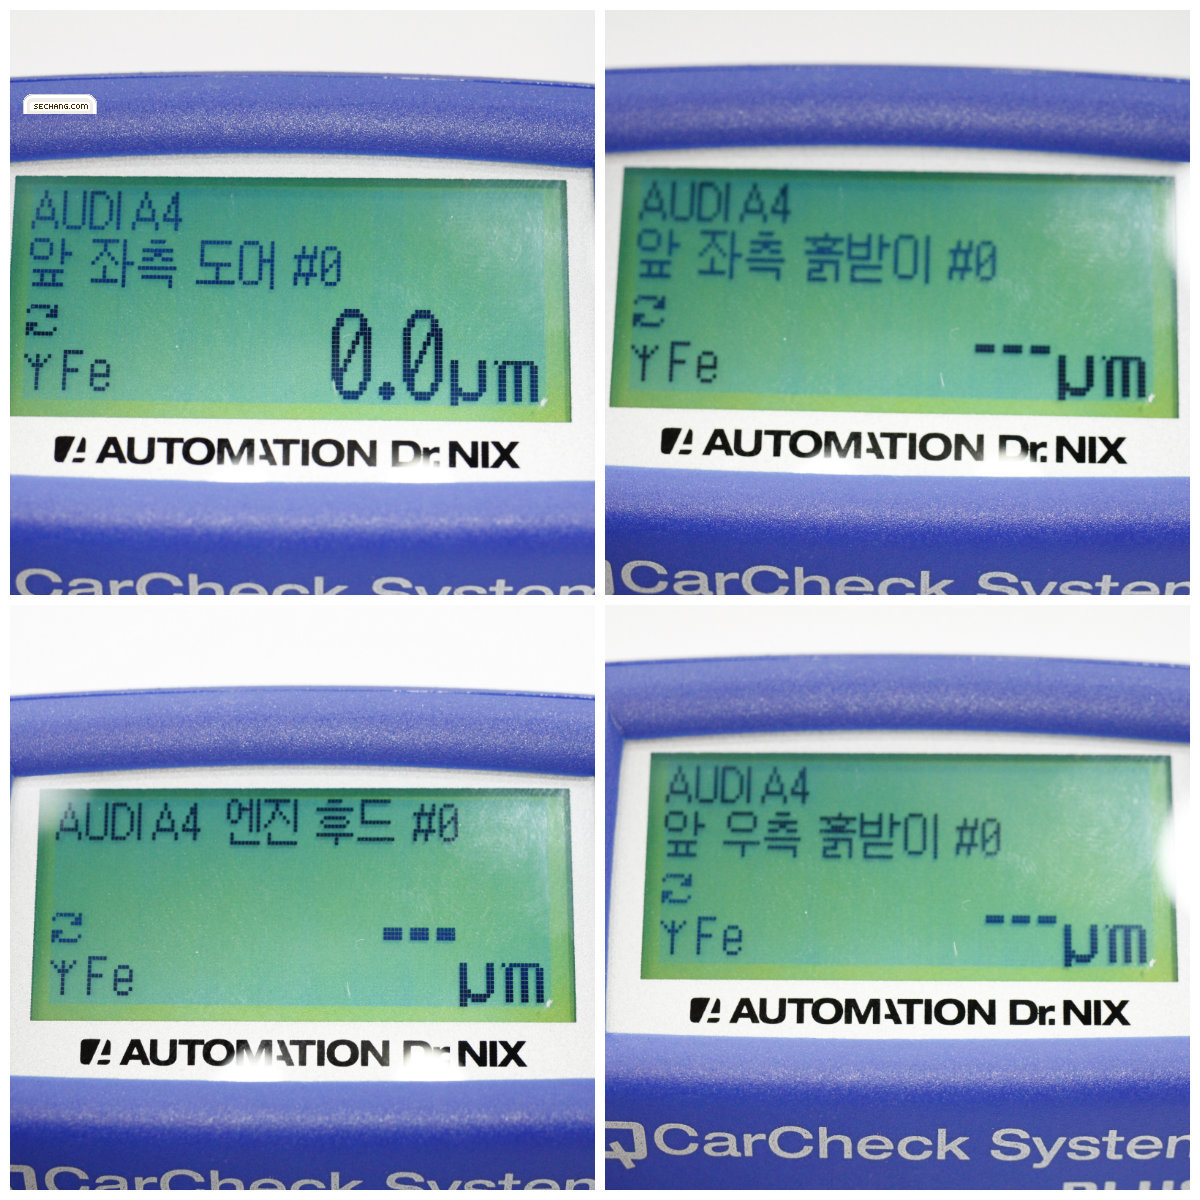 SECHANG.COM
AUDI A4
앞 좌측 도어 #0
Fe 0.0μm
AUTOMATION Dr. NIX
CarCheck System
AUDI A4
앞 좌측 흙받이 #0
Fe ---μm
AUTOMATION Dr. NIX
CarCheck System
AUDI A4 엔진 후드 #0
---
Fe μm
AUTOMATION Dr. NIX
CarCheck System
AUDI A4
앞 우측 흙받이 #0
Fe ---μm
AUTOMATION Dr. NIX
CarCheck System
PLUS